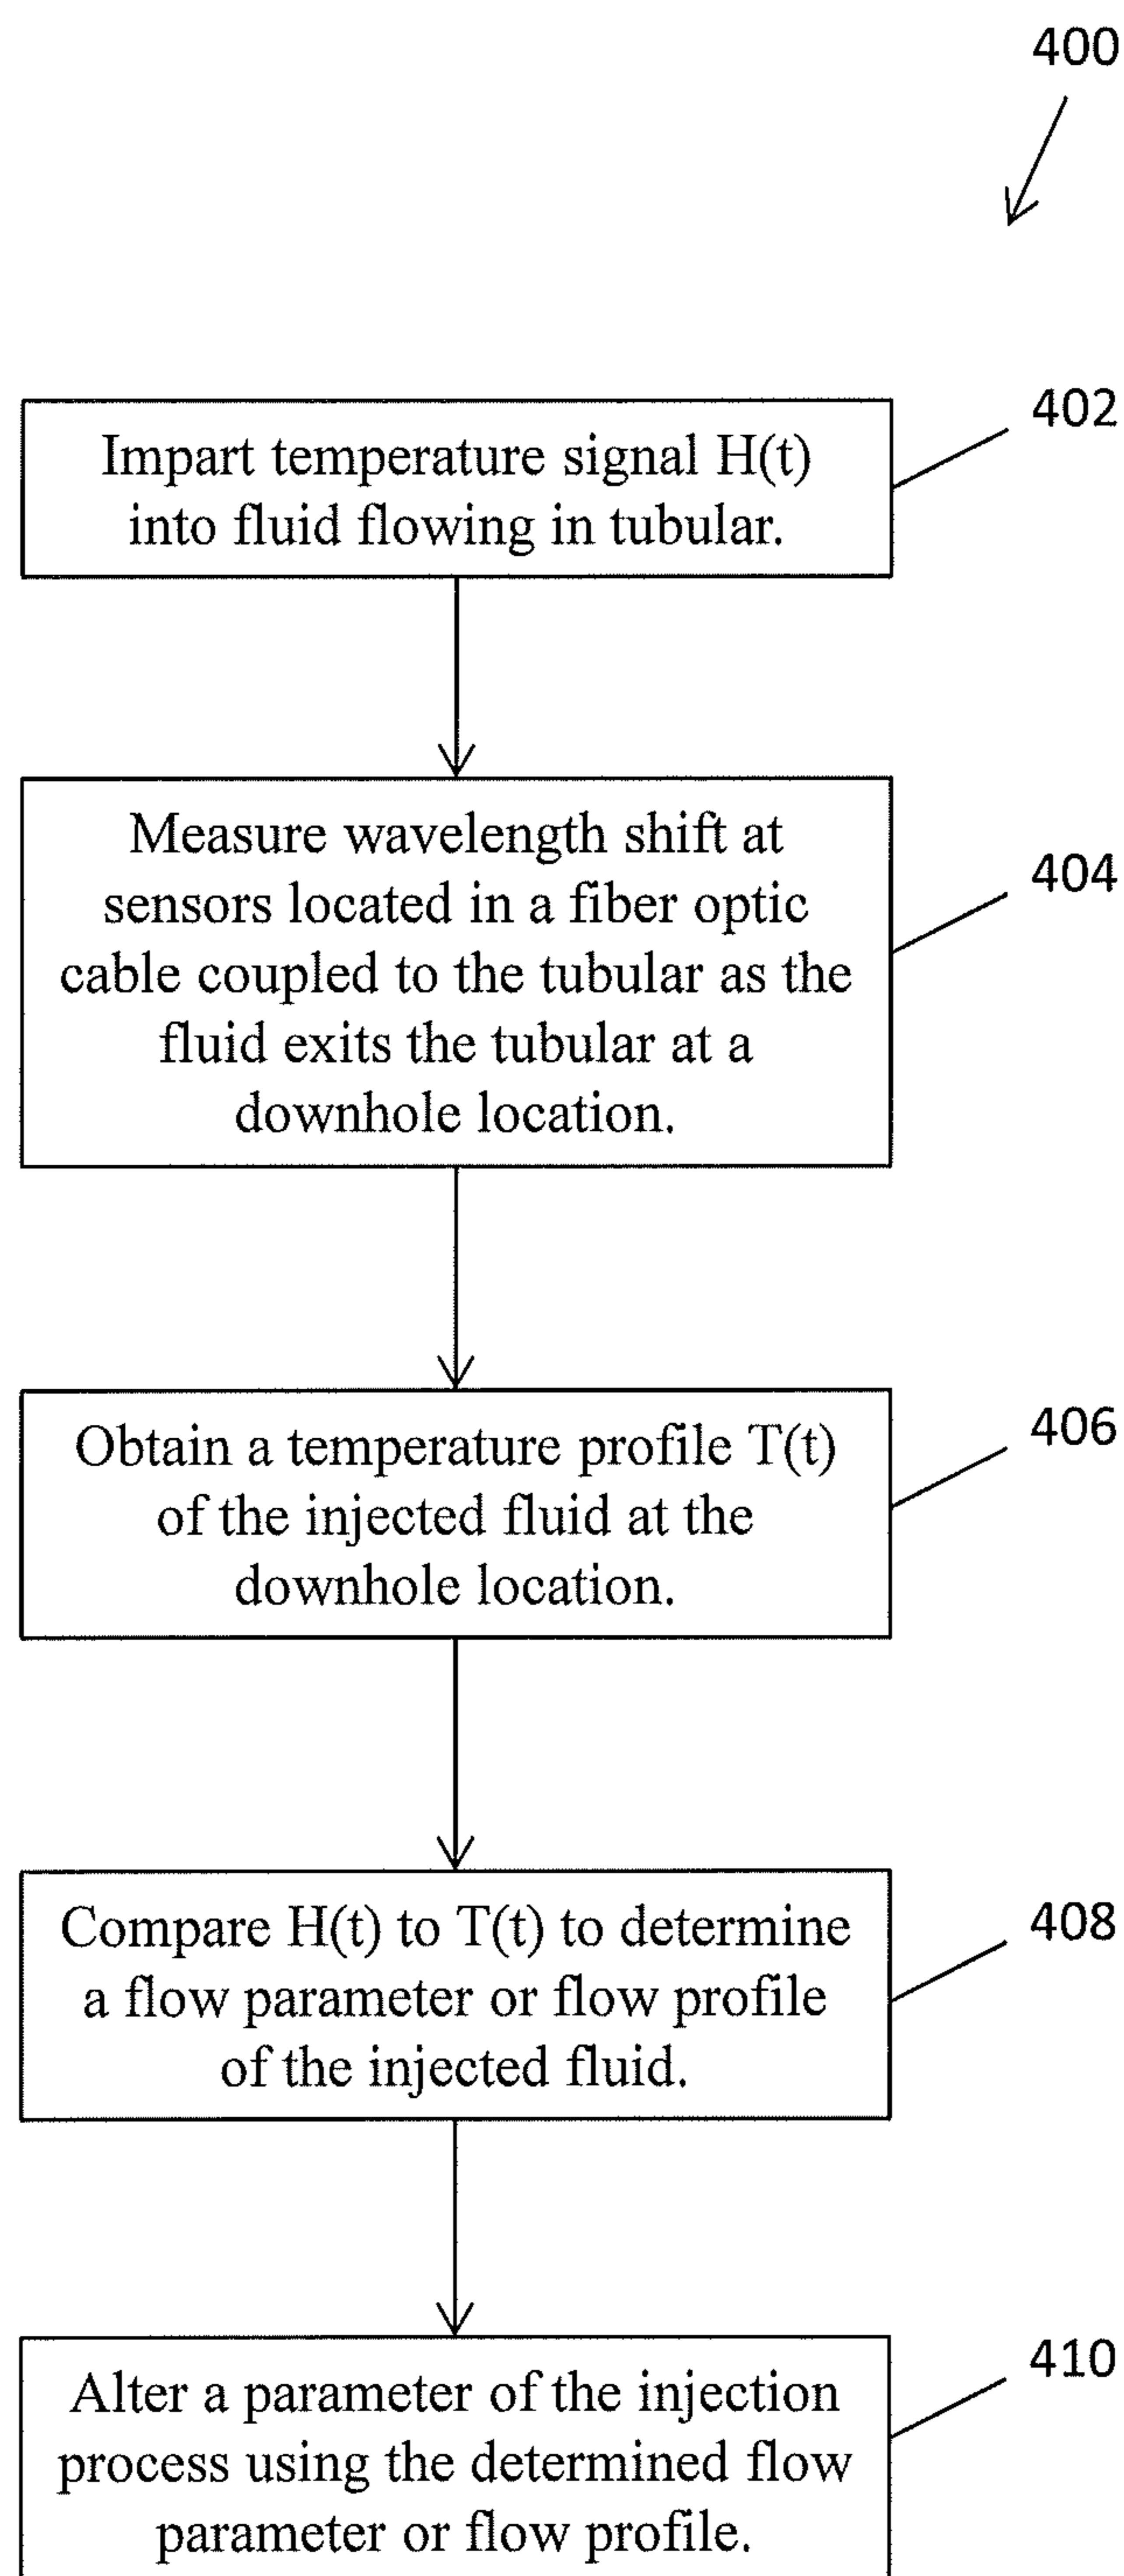 400
402
Impart temperature signal H(t)
into fluid flowing in tubular.
404
Measure wavelength shift at
sensors located in a fiber optic
cable coupled to the tubular as the
fluid exits the tubular at a
downhole location.
406
Obtain a temperature profile T(t)
of the injected fluid at the
downhole location.
408
Compare H(t) to T(t) to determine
a flow parameter or flow profile
of the injected fluid.
410
Alter a parameter of the injection
process using the determined flow
parameter or flow profile.